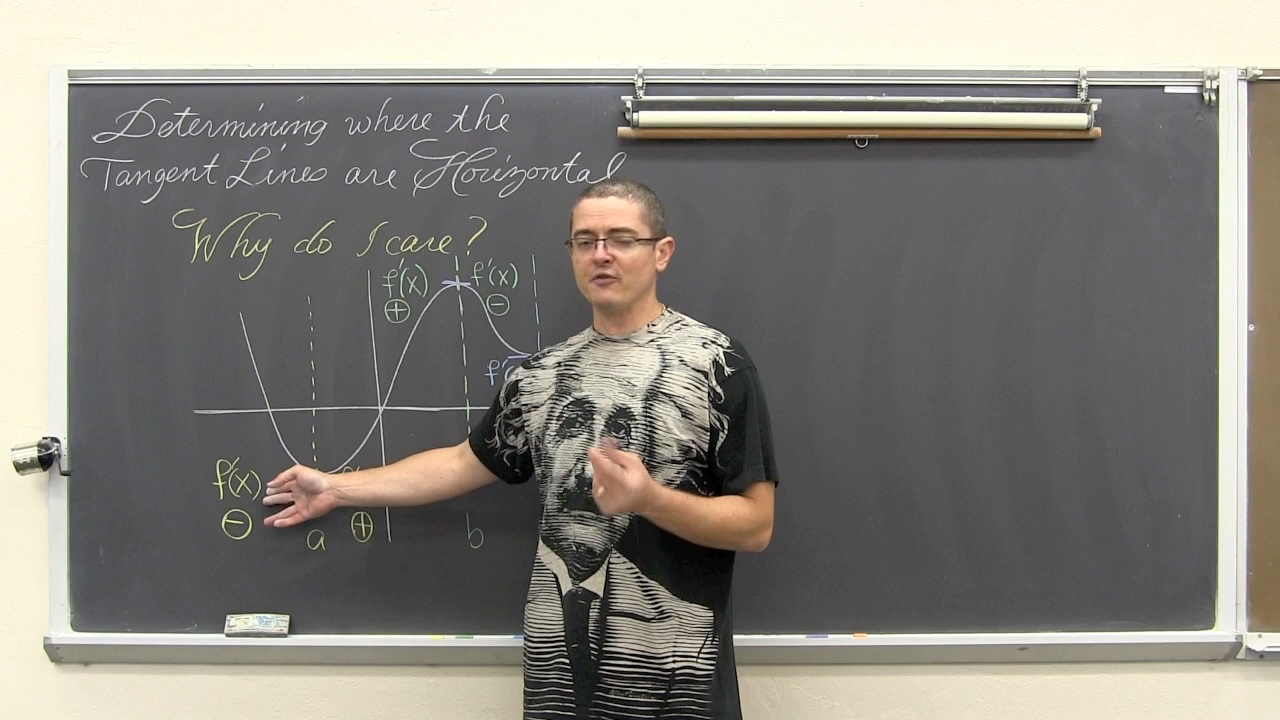 Determining where the
Tangent Lines are Horizontal
Why do I care?
f'(x) f'(x)
+ −
f'(x)
− a + b